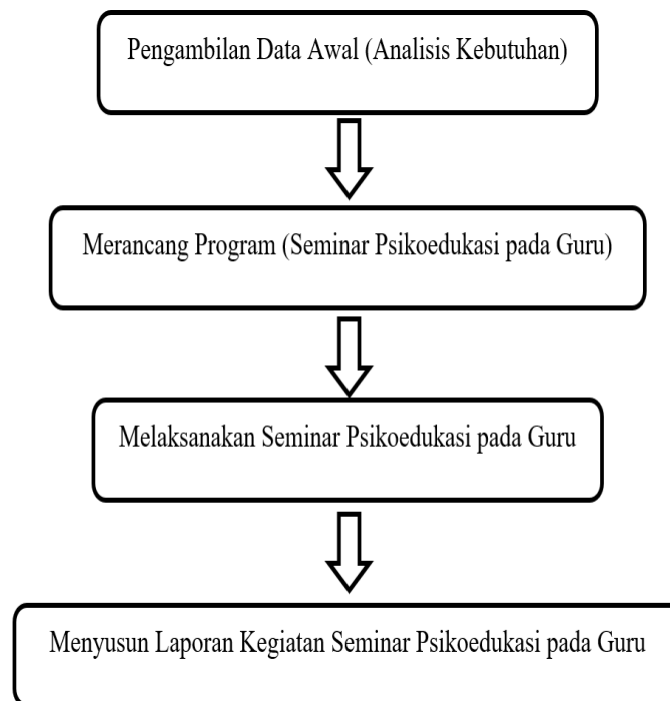 Pengambilan Data Awal (Analisis Kebutuhan)
Merancang Program (Seminar Psikoedukasi pada Guru)
Melaksanakan Seminar Psikoedukasi pada Guru
Menyusun Laporan Kegiatan Seminar Psikoedukasi pada Guru